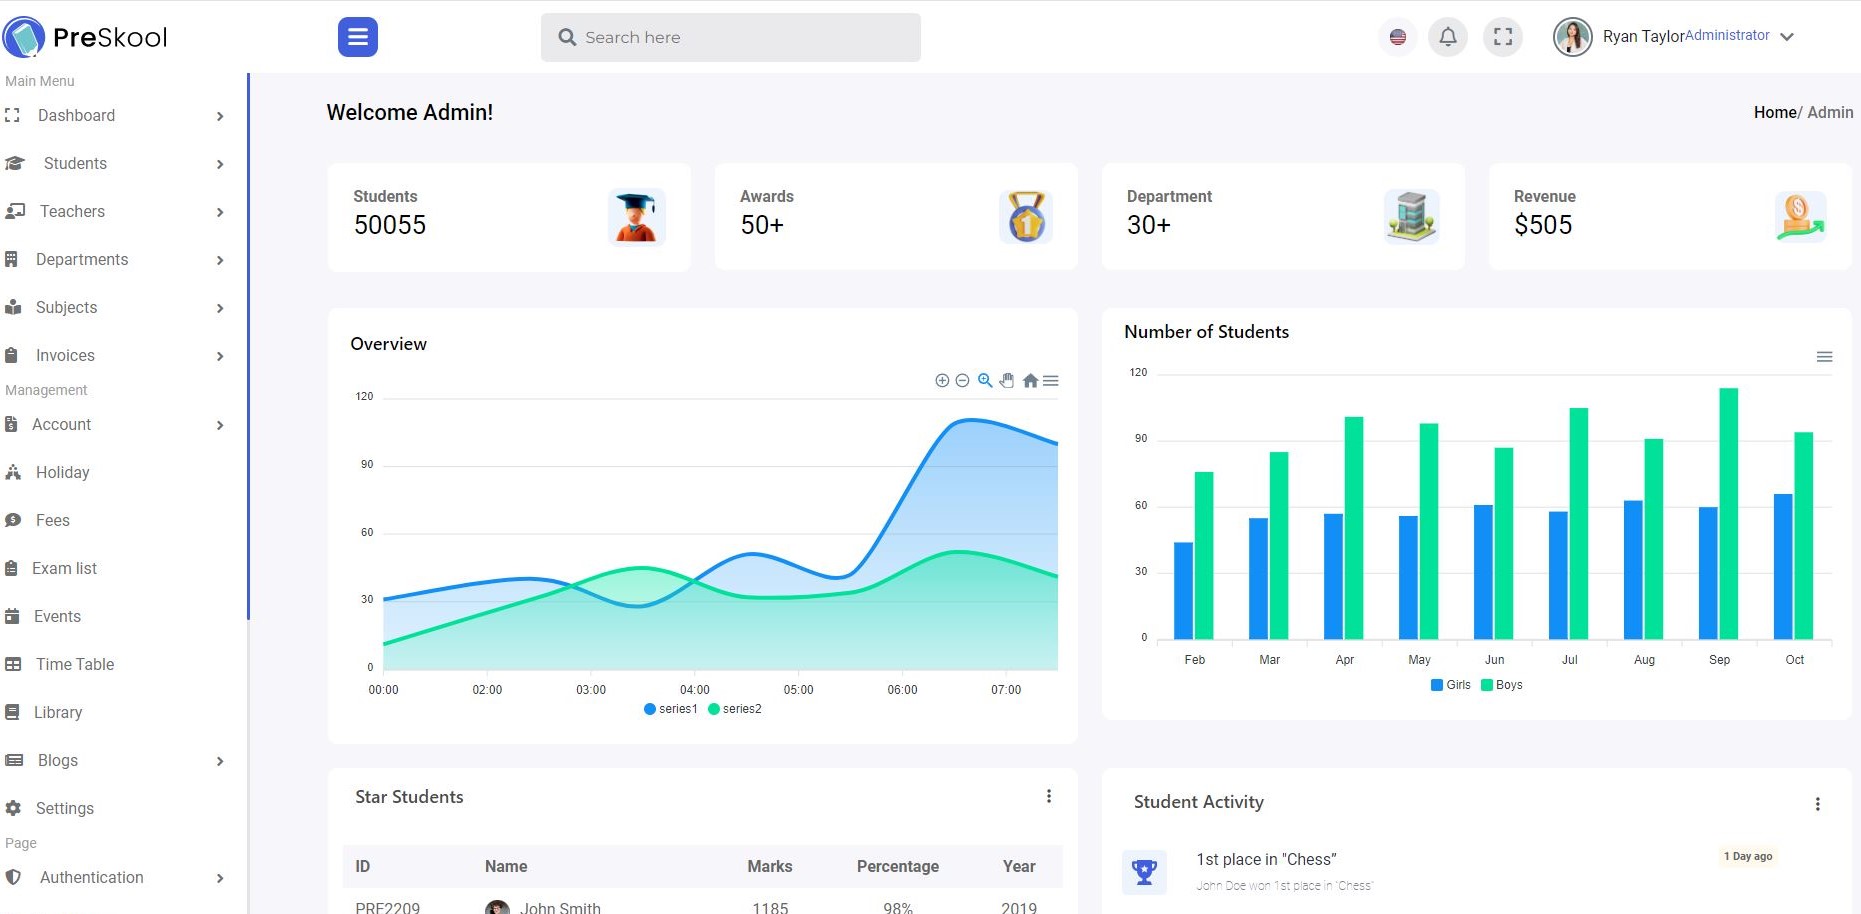 PreSkool
Search here
Ryan Taylor Administrator
Main Menu
Dashboard
Students
Teachers
Departments
Subjects
Invoices
Management
Account
Holiday
Fees
Exam list
Events
Time Table
Library
Blogs
Settings
Page
Authentication
Welcome Admin!
Home/ Admin
Students
50055
Awards
50+
Department
30+
Revenue
$505
Overview
120
90
60
30
0
00:00 02:00 03:00 04:00 05:00 06:00 07:00
series1 series2
Number of Students
120
90
60
30
0
Feb Mar Apr May Jun Jul Aug Sep Oct
Girls Boys
Star Students
ID Name Marks Percentage Year
PRE2209 John Smith 1185 98% 2019
Student Activity
1st place in "Chess”
1 Day ago
John Doe won 1st place in "Chess"